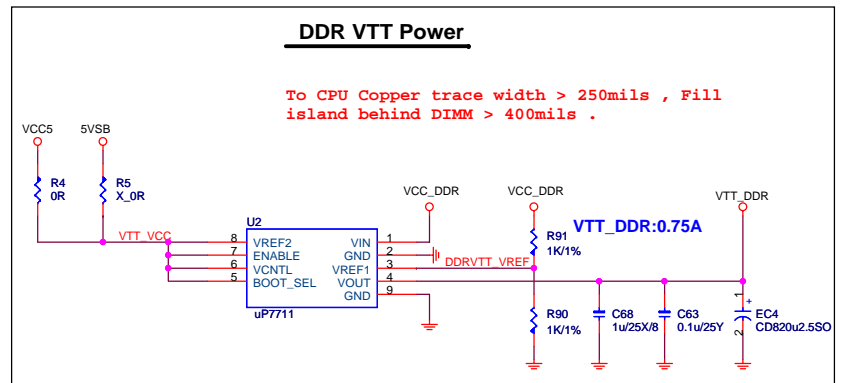 DDR VTT Power
To CPU Copper trace width > 250mils , Fill
island behind DIMM > 400mils .
VCC5
5VSB
R4
0R
R5
X_0R
VTT_VCC
U2
8
7
6
5
VREF2
ENABLE
VCNTL
BOOT_SEL
VIN
GND
VREF1
VOUT
GND
1
2
3
4
9
uP7711
VCC_DDR
VCC_DDR
DDRVTT_VREF
R91
1K/1%
R90
1K/1%
VTT_DDR:0.75A
VTT_DDR
C68
1u/25X/8
C63
0.1u/25Y
1
+
2
EC4
CD820u2.5SO